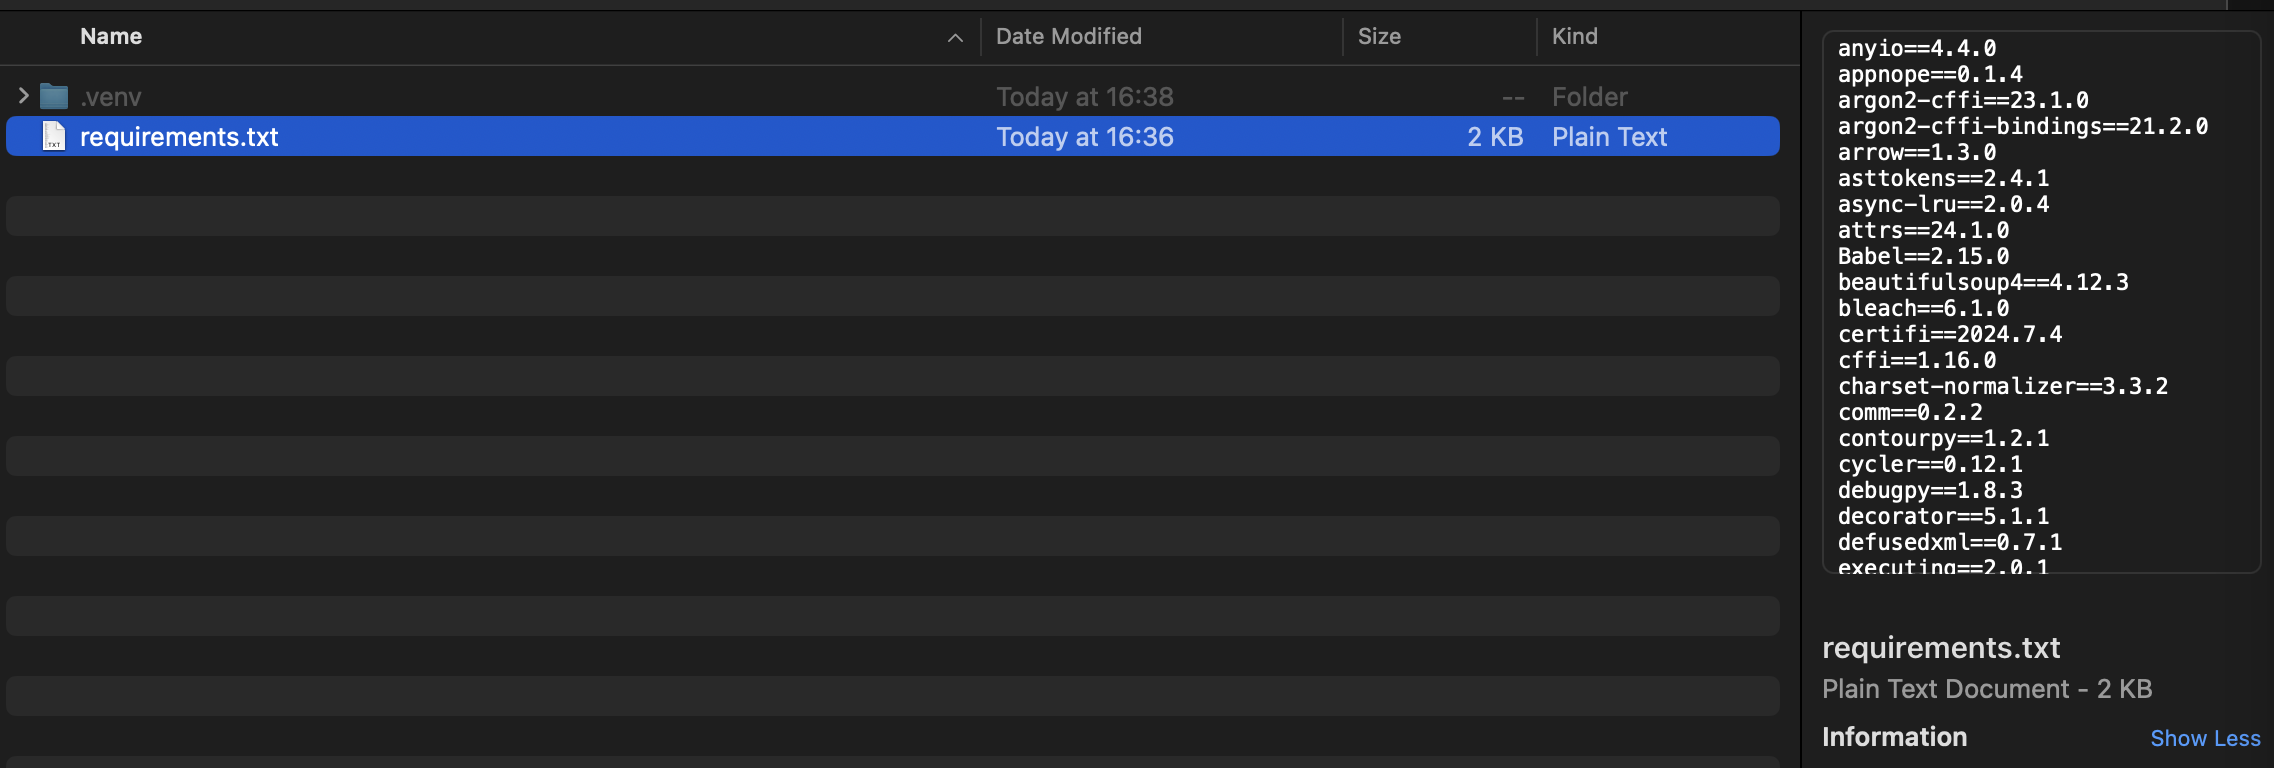 Name Date Modified Size Kind
.venv Today at 16:38 -- Folder
TXT requirements.txt Today at 16:36 2 KB Plain Text
anyio==4.4.0
appnope==0.1.4
argon2-cffi==23.1.0
argon2-cffi-bindings==21.2.0
arrow==1.3.0
asttokens==2.4.1
async-lru==2.0.4
attrs==24.1.0
Babel==2.15.0
beautifulsoup4==4.12.3
bleach==6.1.0
certifi==2024.7.4
cffi==1.16.0
charset-normalizer==3.3.2
comm==0.2.2
contourpy==1.2.1
cycler==0.12.1
debugpy==1.8.3
decorator==5.1.1
defusedxml==0.7.1
executing==2.0.1
requirements.txt
Plain Text Document - 2 KB
Information Show Less